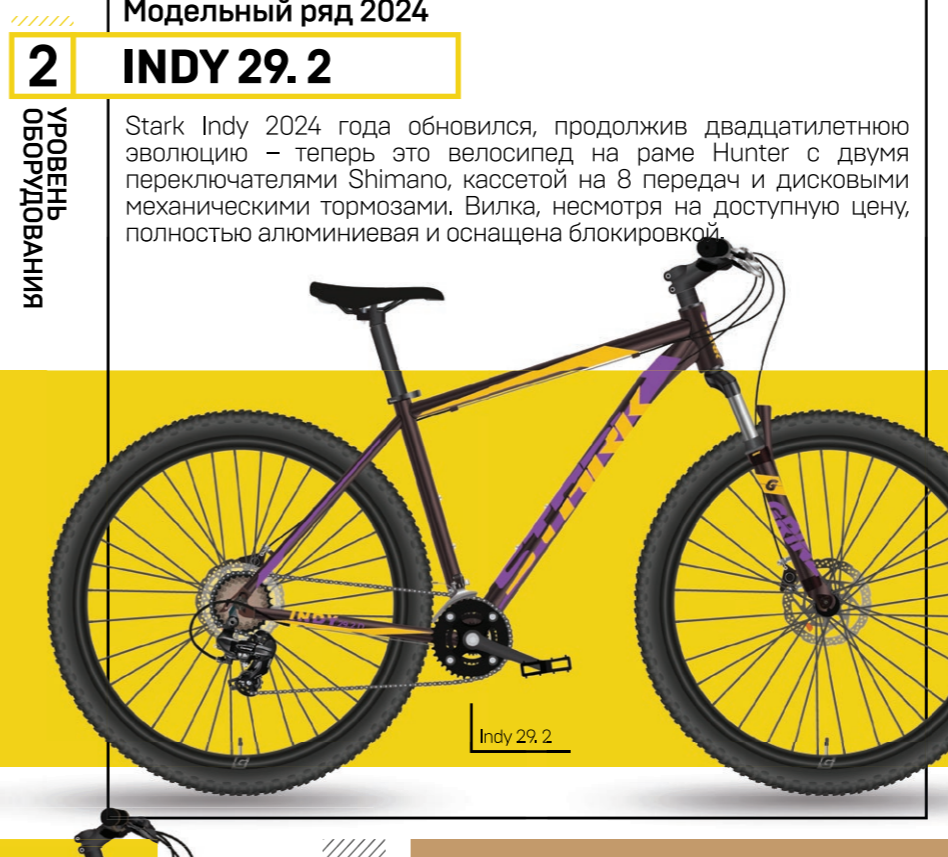 Модельный ряд 2024
2
INDY 29. 2
УРОВЕНЬ
ОБОРУДОВАНИЯ
Stark Indy 2024 года обновился, продолжив двадцатилетнюю
эволюцию – теперь это велосипед на раме Hunter с двумя
переключателями Shimano, кассетой на 8 передач и дисковыми
механическими тормозами. Вилка, несмотря на доступную цену,
полностью алюминиевая и оснащена блокировкой.
STARK
G
INDY
Indy 29. 2
G
G